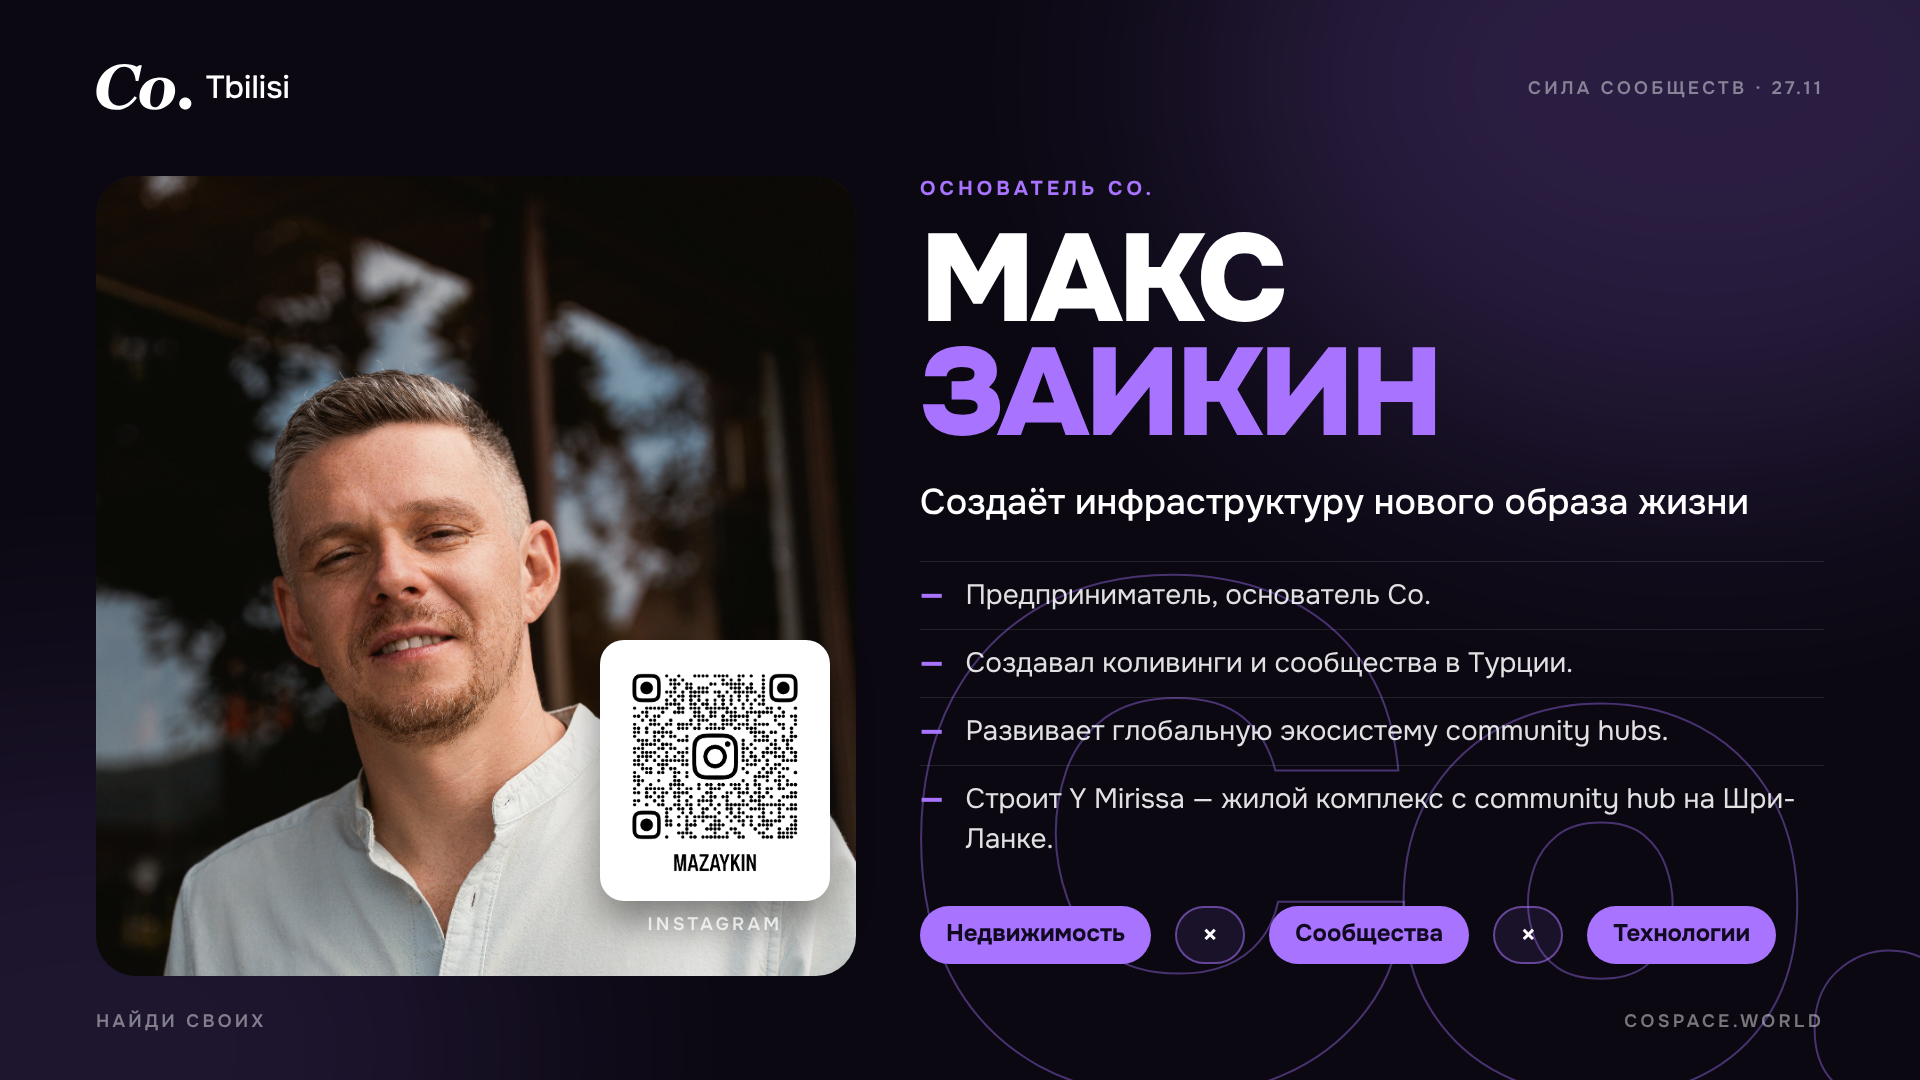 Co. Tbilisi
СИЛА СООБЩЕСТВ · 27.11
ОСНОВАТЕЛЬ CO.
МАКС
ЗАИКИН
Создаёт инфраструктуру нового образа жизни
— Предприниматель, основатель Co.
— Создавал коливинги и сообщества в Турции.
— Развивает глобальную экосистему community hubs.
— Строит Y Mirissa — жилой комплекс с community hub на Шри-
Ланке.
Недвижимость × Сообщества × Технологии
MAZAYKIN
INSTAGRAM
НАЙДИ СВОИХ
COSPACE.WORLD
Co.